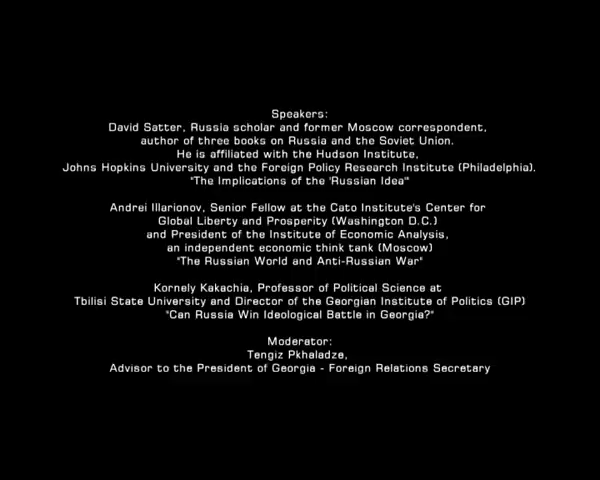 Speakers:
David Satter, Russia scholar and former Moscow correspondent,
author of three books on Russia and the Soviet Union.
He is affiliated with the Hudson Institute,
Johns Hopkins University and the Foreign Policy Research Institute (Philadelphia).
"The Implications of the 'Russian Idea'"
Andrei Illarionov, Senior Fellow at the Cato Institute's Center for
Global Liberty and Prosperity (Washington D.C.)
and President of the Institute of Economic Analysis,
an independent economic think tank (Moscow)
"The Russian World and Anti-Russian War"
Kornely Kakachia, Professor of Political Science at
Tbilisi State University and Director of the Georgian Institute of Politics (GIP)
"Can Russia Win Ideological Battle in Georgia?"
Moderator:
Tengiz Pkhaladze,
Advisor to the President of Georgia - Foreign Relations Secretary